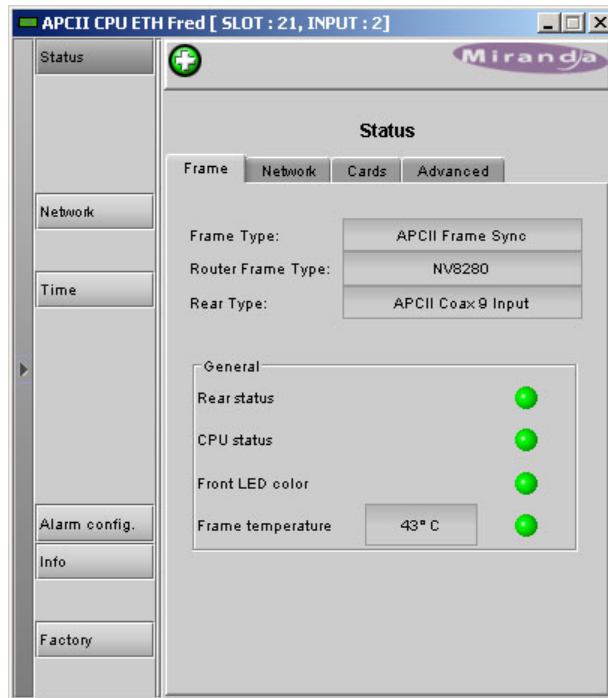 APCII CPU ETH Fred [ SLOT : 21, INPUT : 2]
Status
Network
Time
Alarm config.
Info
Factory
Miranda
Status
Frame
Network
Cards
Advanced
Frame Type: APCII Frame Sync
Router Frame Type: NV8280
Rear Type: APCII Coax 9 Input
General
Rear status
CPU status
Front LED color
Frame temperature 43° C